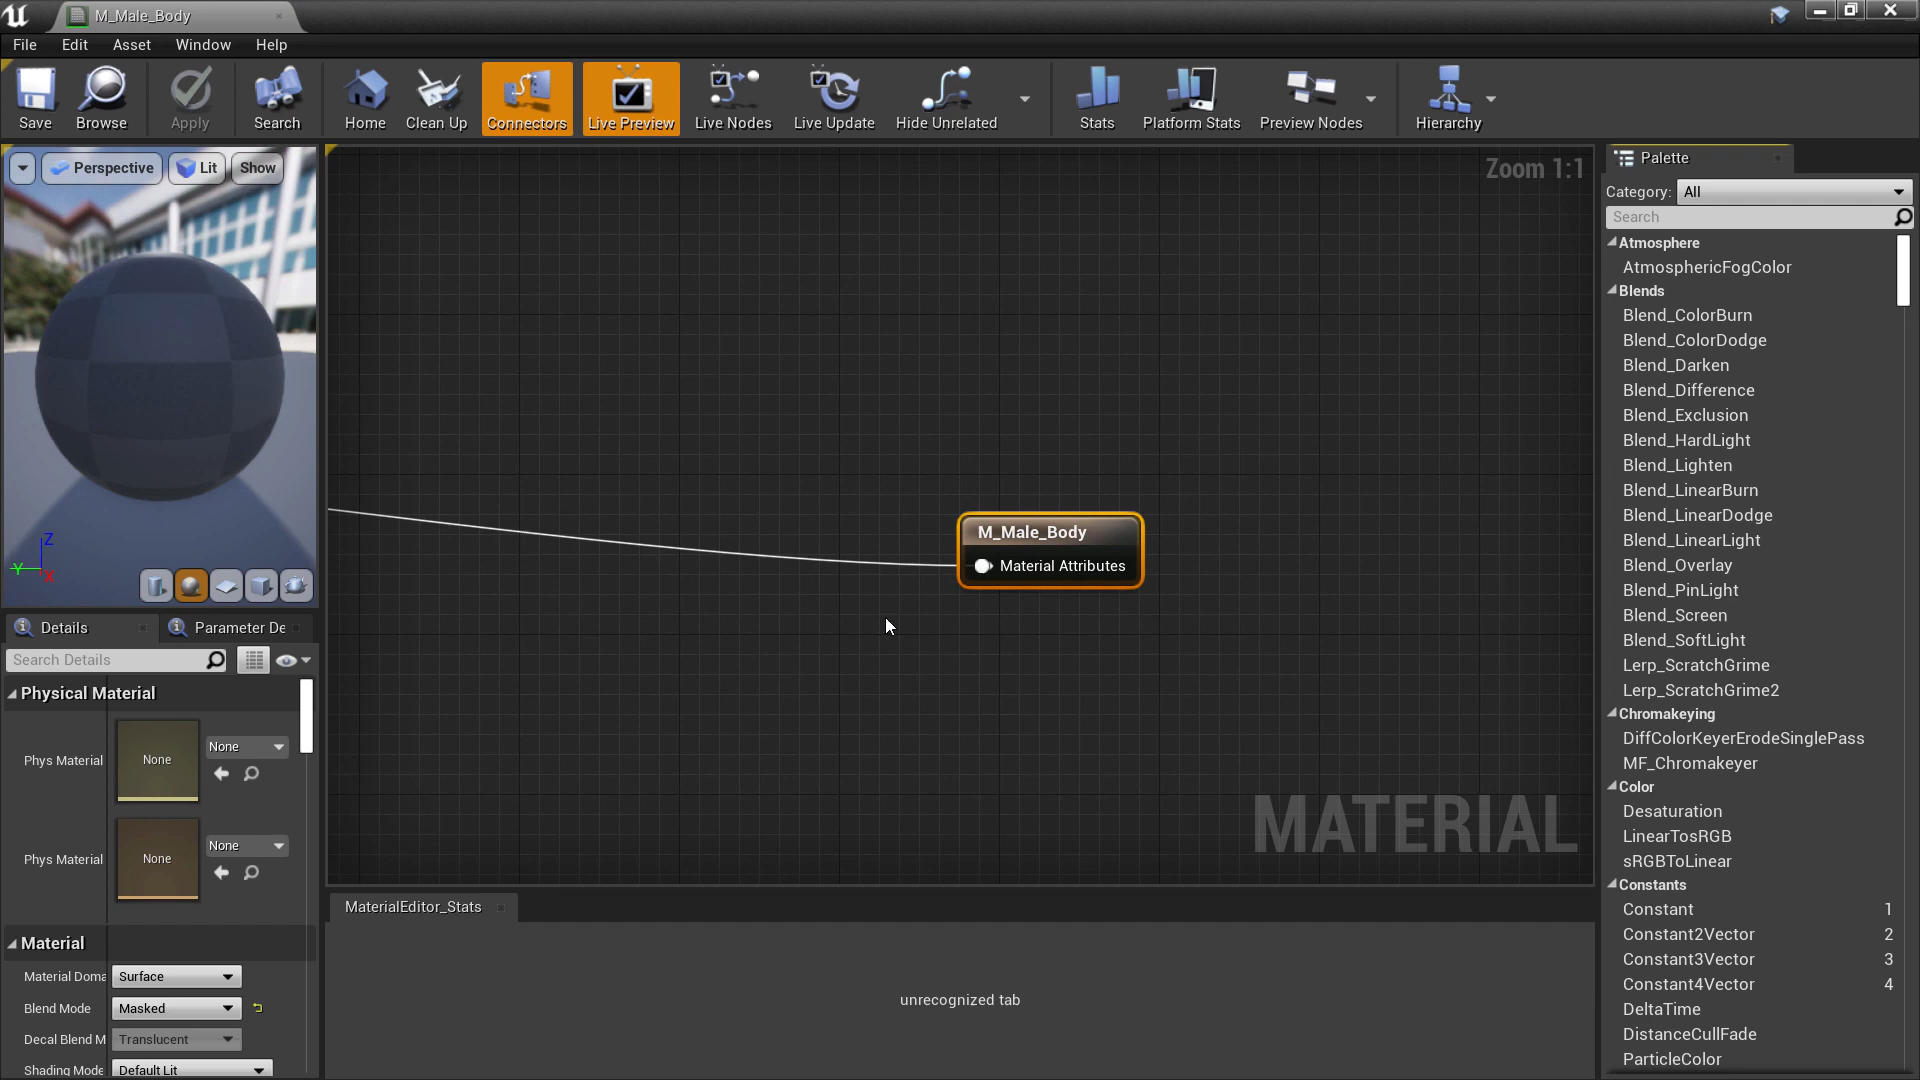 M_Male_Body
File Edit Asset Window Help
Save Browse Apply Search Home Clean Up Connectors Live Preview Live Nodes Live Update Hide Unrelated Stats Platform Stats Preview Nodes Hierarchy
Perspective Lit Show
Zoom 1:1
Palette
Category: All
Search
Atmosphere
AtmosphericFogColor
Blends
Blend_ColorBurn
Blend_ColorDodge
Blend_Darken
Blend_Difference
Blend_Exclusion
Blend_HardLight
Blend_Lighten
Blend_LinearBurn
Blend_LinearDodge
Blend_LinearLight
Blend_Overlay
Blend_PinLight
Blend_Screen
Blend_SoftLight
Lerp_ScratchGrime
Lerp_ScratchGrime2
Chromakeying
DiffColorKeyerErodeSinglePass
MF_Chromakeyer
Color
Desaturation
LinearTosRGB
sRGBToLinear
Constants
Constant 1
Constant2Vector 2
Constant3Vector 3
Constant4Vector 4
DeltaTime
DistanceCullFade
ParticleColor
M_Male_Body
Material Attributes
MATERIAL
Z
Y
X
Details Parameter De
Search Details
Physical Material
Phys Material None None
Phys Material None None
Material
Material Doma Surface
Blend Mode Masked
Decal Blend M Translucent
Shading Mode Default Lit
MaterialEditor_Stats
unrecognized tab